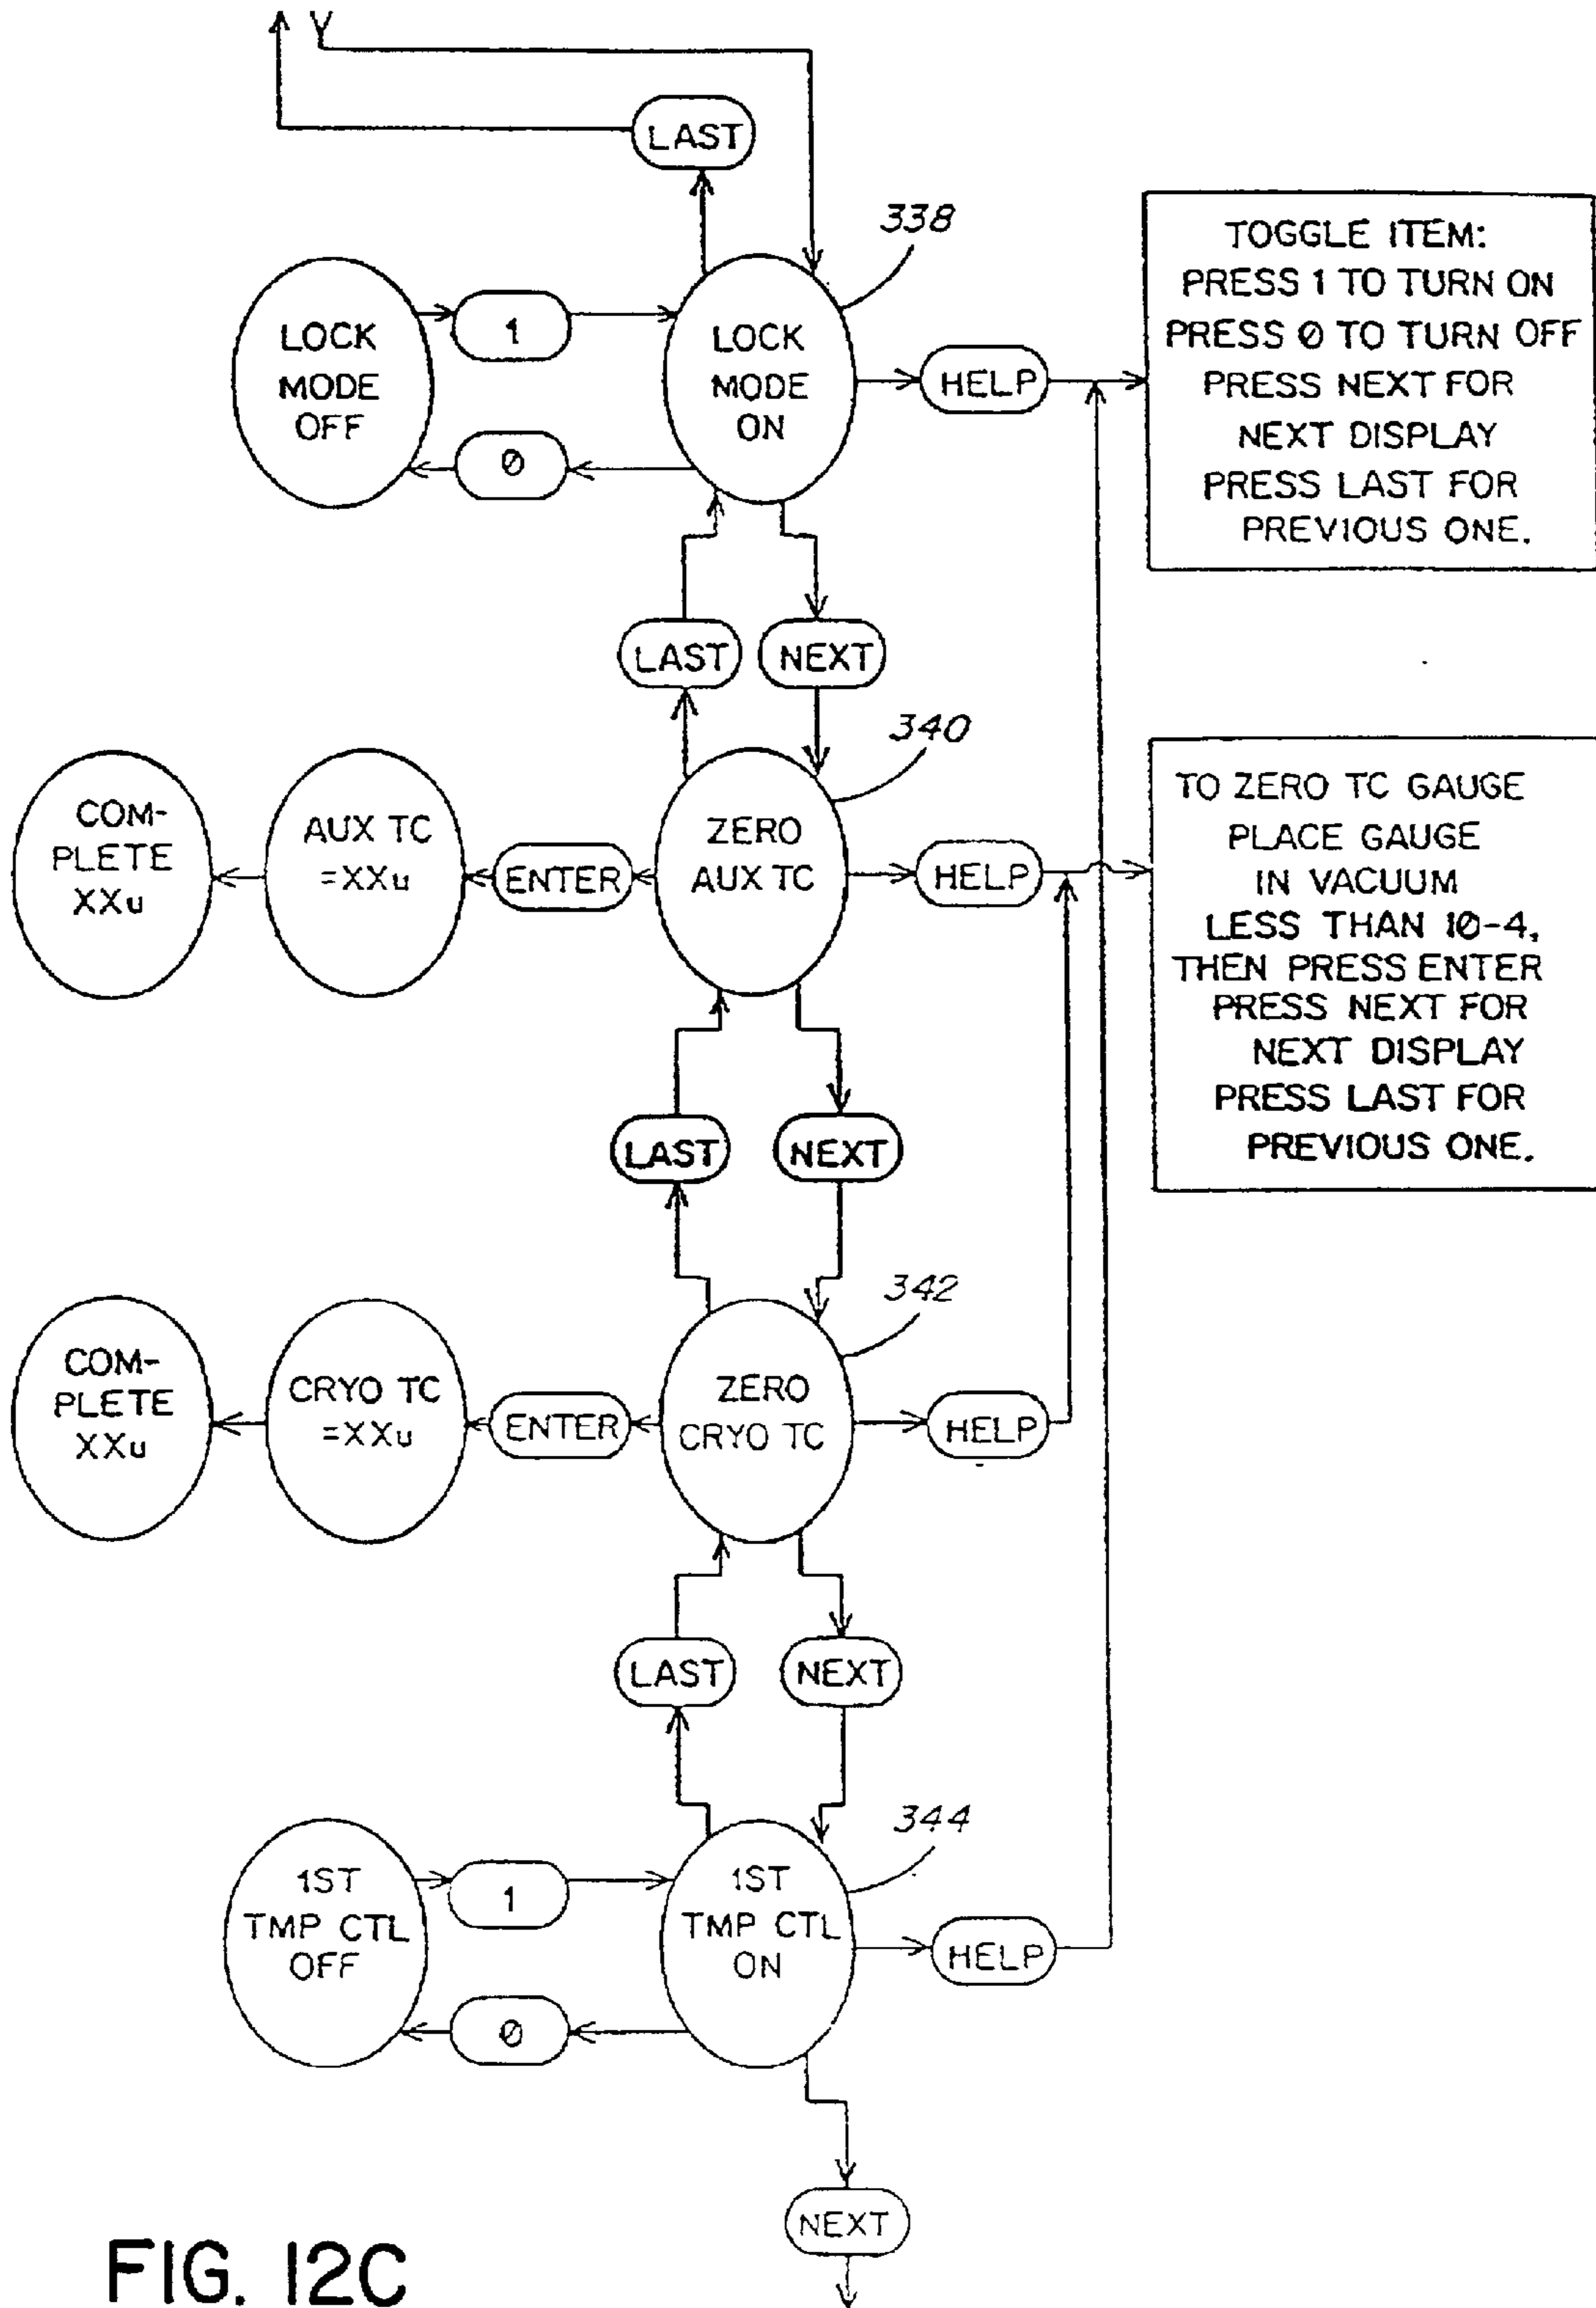 LAST
338
LOCK
MODE
OFF
1
0
LOCK
MODE
ON
HELP
TOGGLE ITEM:
PRESS 1 TO TURN ON
PRESS 0 TO TURN OFF
PRESS NEXT FOR
NEXT DISPLAY
PRESS LAST FOR
PREVIOUS ONE.
LAST
NEXT
340
COM-
PLETE
XXu
AUX TC
=XXu
ENTER
ZERO
AUX TC
HELP
TO ZERO TC GAUGE
PLACE GAUGE
IN VACUUM
LESS THAN 10-4,
THEN PRESS ENTER
PRESS NEXT FOR
NEXT DISPLAY
PRESS LAST FOR
PREVIOUS ONE.
LAST
NEXT
342
COM-
PLETE
XXu
CRYO TC
=XXu
ENTER
ZERO
CRYO TC
HELP
LAST
NEXT
344
1ST
TMP CTL
OFF
1
0
1ST
TMP CTL
ON
HELP
NEXT
FIG. 12C